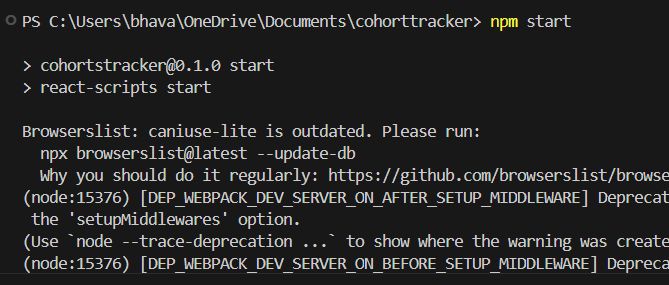 PS C:\Users\bhava\OneDrive\Documents\cohorttracker> npm start
> cohortstracker@0.1.0 start
> react-scripts start
Browserslist: caniuse-lite is outdated. Please run:
npx browserslist@latest --update-db
Why you should do it regularly: https://github.com/browserslist/browse
(node:15376) [DEP_WEBPACK_DEV_SERVER_ON_AFTER_SETUP_MIDDLEWARE] Deprecat
the 'setupMiddlewares' option.
(Use `node --trace-deprecation ...` to show where the warning was create
(node:15376) [DEP_WEBPACK_DEV_SERVER_ON_BEFORE_SETUP_MIDDLEWARE] Depreca